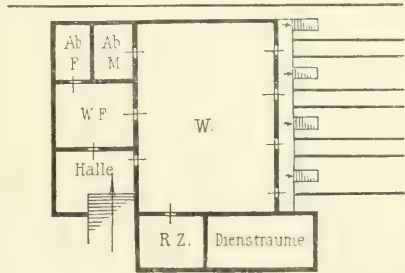 Ab F
Ab M
W F
W.
Halle
R Z.
Diensträume